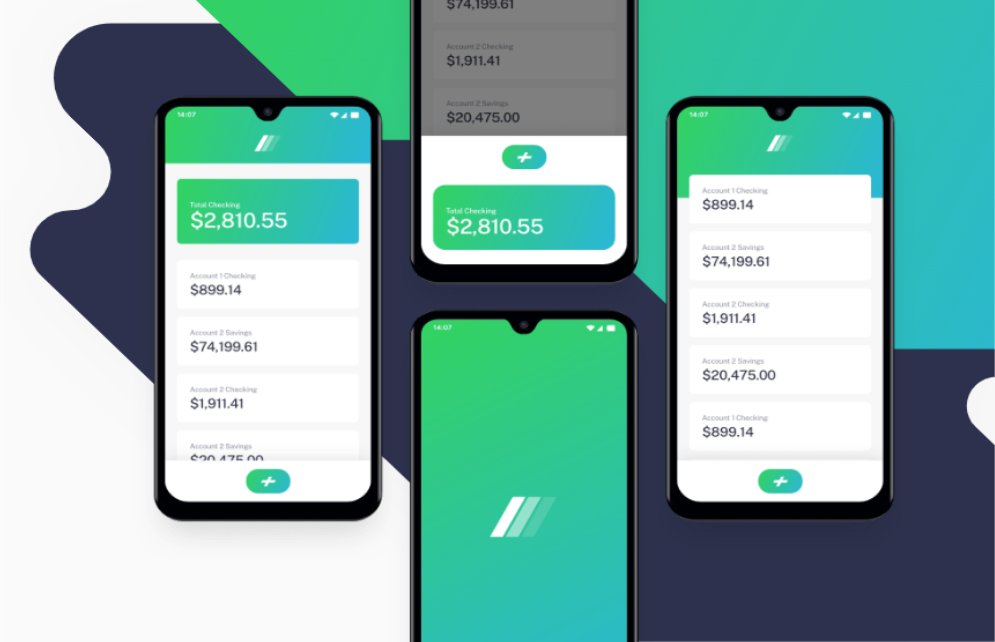 14:07
Total Checking
$2,810.55
Account 1 Checking
$899.14
Account 2 Savings
$74,199.61
Account 2 Checking
$1,911.41
Account 2 Savings
$20,475.00
$74,199.61
Account 2 Checking
$1,911.41
Account 2 Savings
$20,475.00
Total Checking
$2,810.55
14:07
14:07
Account 1 Checking
$899.14
Account 2 Savings
$74,199.61
Account 2 Checking
$1,911.41
Account 2 Savings
$20,475.00
Account 1 Checking
$899.14